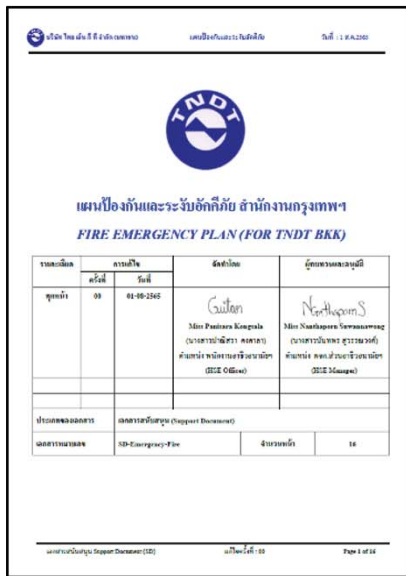 บริษัท ไทย เอ็น ดี ที จำกัด (มหาชน) แผนป้องกันและระงับอัคคีภัย วันที่ : 1 ส.ค.2565
TNDT
แผนป้องกันและระงับอัคคีภัย สำนักงานกรุงเทพฯ
FIRE EMERGENCY PLAN (FOR TNDT BKK)
รายละเอียด การแก้ไข จัดทำโดย ผู้ทบทวนและอนุมัติ
ครั้งที่ วันที่
ทุกหน้า 00 01-08-2565
Miss Panisara Kongsala Miss Nanthaporn Suwannawong
(นางสาวปาณิสรา คงศาลา) (นางสาวนันทพร สุวรรณวงศ์)
ตำแหน่ง พนักงานอาชีวอนามัยฯ ตำแหน่ง ผจก.ส่วนอาชีวอนามัยฯ
(HSE Officer) (HSE Manager)
ประเภทของเอกสาร เอกสารสนับสนุน (Support Document)
เอกสารหมายเลข SD-Emergency-Fire จำนวนหน้า 16
เอกสารสนับสนุน Support Document (SD) แก้ไขครั้งที่ : 00 Page 1 of 16